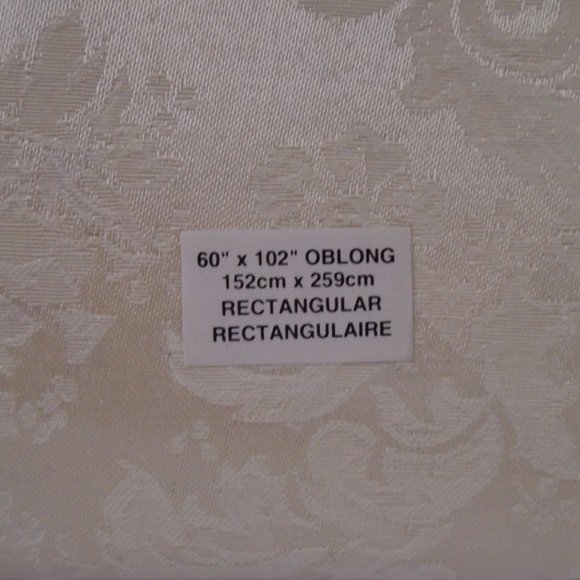 60" x 102" OBLONG
152cm x 259cm
RECTANGULAR
RECTANGULAIRE